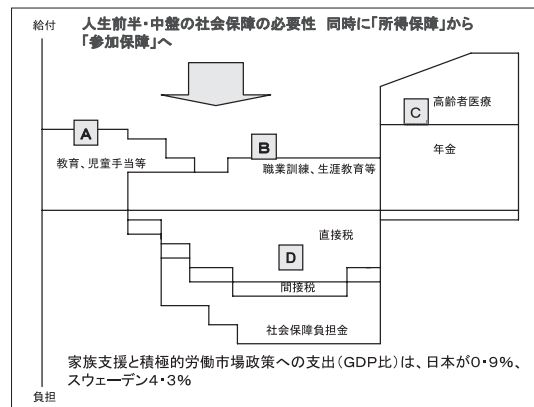 給付
人生前半・中盤の社会保障の必要性 同時に「所得保障」から
「参加保障」へ
高齢者医療
C
A
B
年金
教育、児童手当等
職業訓練、生涯教育等
直接税
D
間接税
社会保障負担金
家族支援と積極的労働市場政策への支出(GDP比)は、日本が0・9%、
スウェーデン4・3%
負担